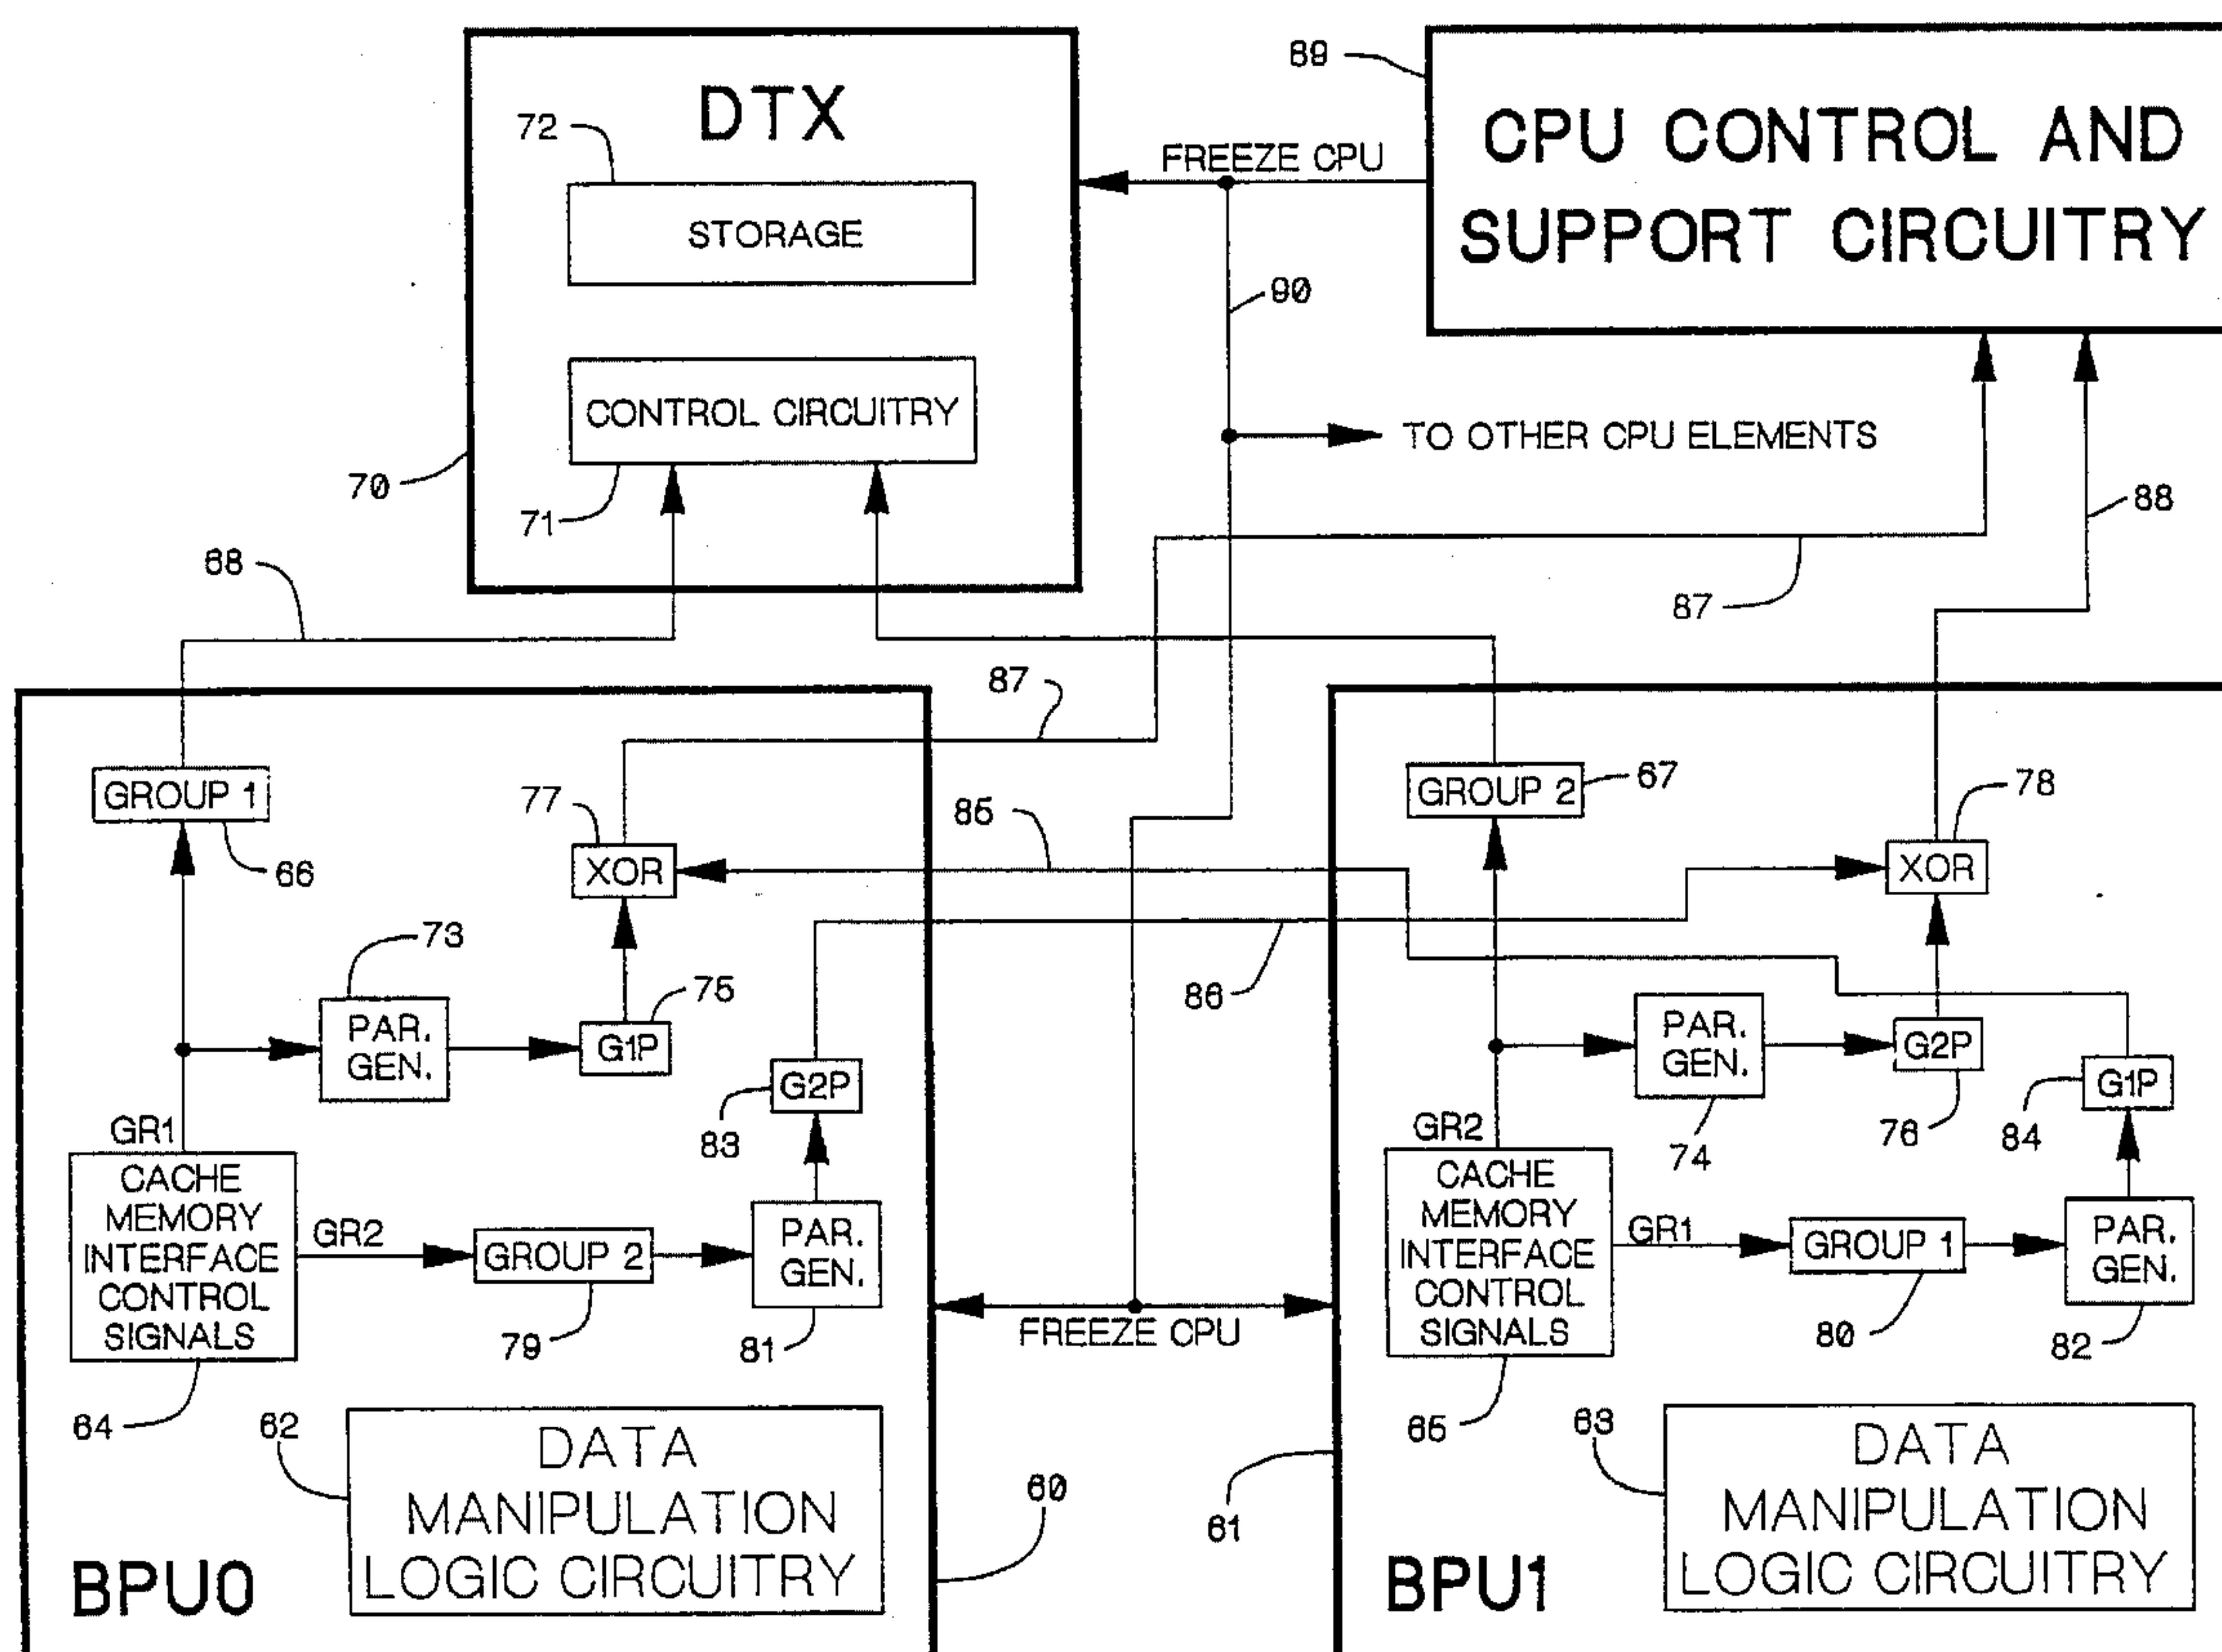 DTX
72
STORAGE
CONTROL CIRCUITRY
70
71
89
CPU CONTROL AND
SUPPORT CIRCUITRY
FREEZE CPU
90
TO OTHER CPU ELEMENTS
88
87
68
87
GROUP 1
66
77
XOR
85
GROUP 2
67
78
XOR
73
PAR.
GEN.
75
G1P
86
83
G2P
PAR.
GEN.
74
G2P
76
84
G1P
GR1
CACHE
MEMORY
INTERFACE
CONTROL
SIGNALS
64
GR2
GROUP 2
79
PAR.
GEN.
81
FREEZE CPU
GR2
CACHE
MEMORY
INTERFACE
CONTROL
SIGNALS
65
GR1
GROUP 1
80
PAR.
GEN.
82
62
DATA
MANIPULATION
LOGIC CIRCUITRY
BPU0
60
61
63
DATA
MANIPULATION
LOGIC CIRCUITRY
BPU1